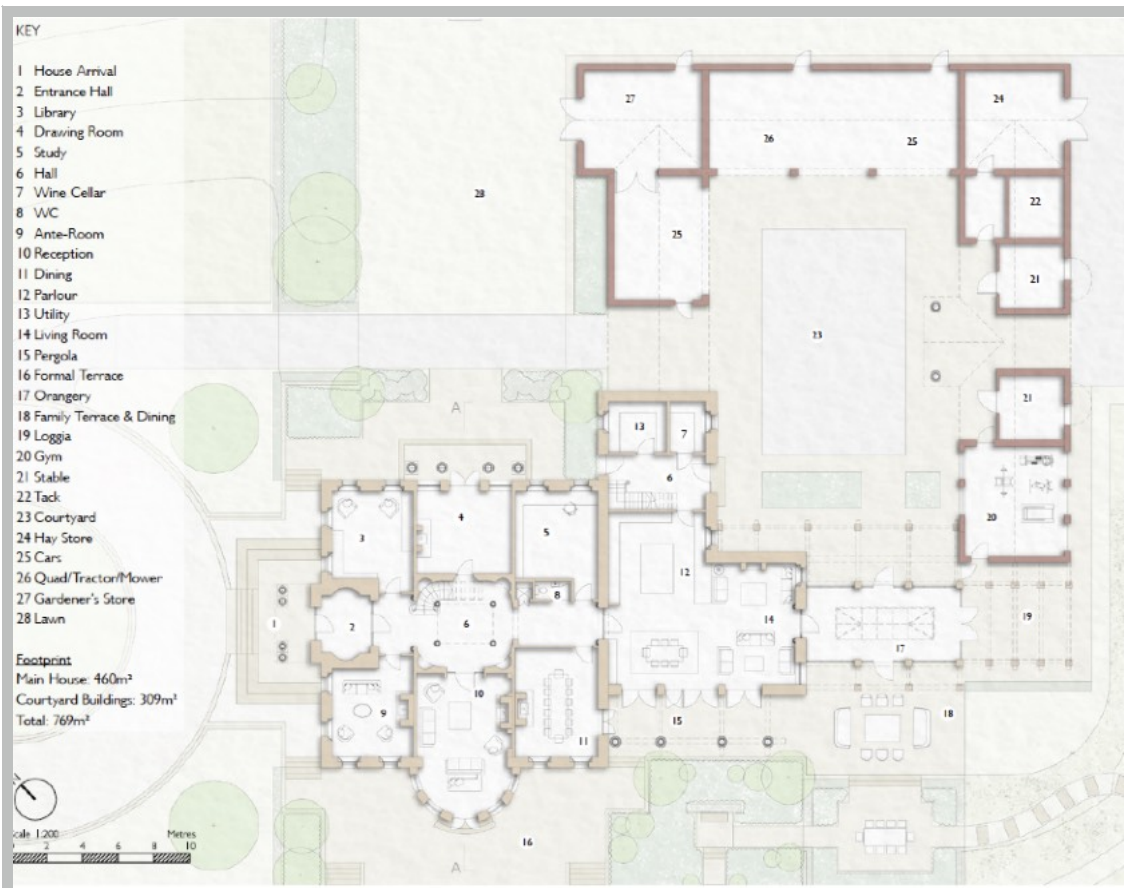 KEY
1 House Arrival
2 Entrance Hall
3 Library
4 Drawing Room
5 Study
6 Hall
7 Wine Cellar
8 WC
9 Ante-Room
10 Reception
11 Dining
12 Parlour
13 Utility
14 Living Room
15 Pergola
16 Formal Terrace
17 Orangery
18 Family Terrace & Dining
19 Loggia
20 Gym
21 Stable
22 Tack
23 Courtyard
24 Hay Store
25 Cars
26 Quad/Tractor/Mower
27 Gardener's Store
28 Lawn
Footprint
Main House: 460m²
Courtyard Buildings: 309m²
Total: 769m²
27
24
26
25
28
22
25
21
23
21
A
13
7
6
20
4
3
5
12
8
1
2
6
14
19
17
10
9
11
15
18
16
A
Scale 1:200
Metres
2 4 6 8 10